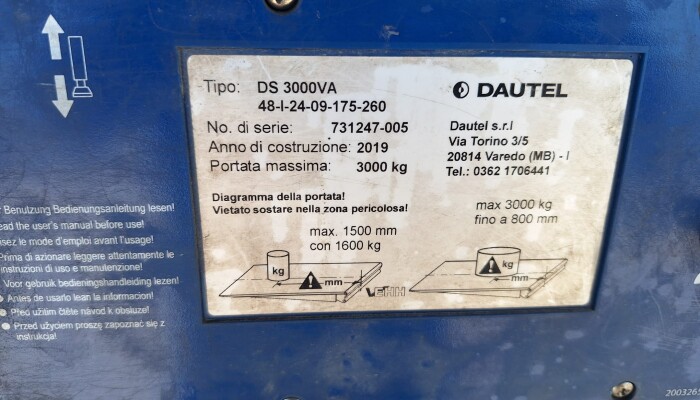 Tipo: DS 3000VA
48-I-24-09-175-260
No. di serie: 731247-005
Anno di costruzione: 2019
Portata massima: 3000 kg
DAUTEL
Dautel s.r.l
Via Torino 3/5
20814 Varedo (MB) - I
Tel.: 0362 1706441
Diagramma della portata!
Vietato sostare nella zona pericolosa!
max. 1500 mm
con 1600 kg
max 3000 kg
fino a 800 mm
kg
mm
kg
mm
Benutzung Bedienungsanleitung lesen!
the user's manual before use!
le mode d'emploi avant l'usage!
Prima di azionare leggere attentamente le
istruzioni di uso e manutenzione!
Voor gebruik bedieningshandleiding lezen!
Antes de usarlo lean la informacion!
Před užitím čtěte návod k obsluze!
Przed użyciem proszę zapoznać się z
instrukcja!